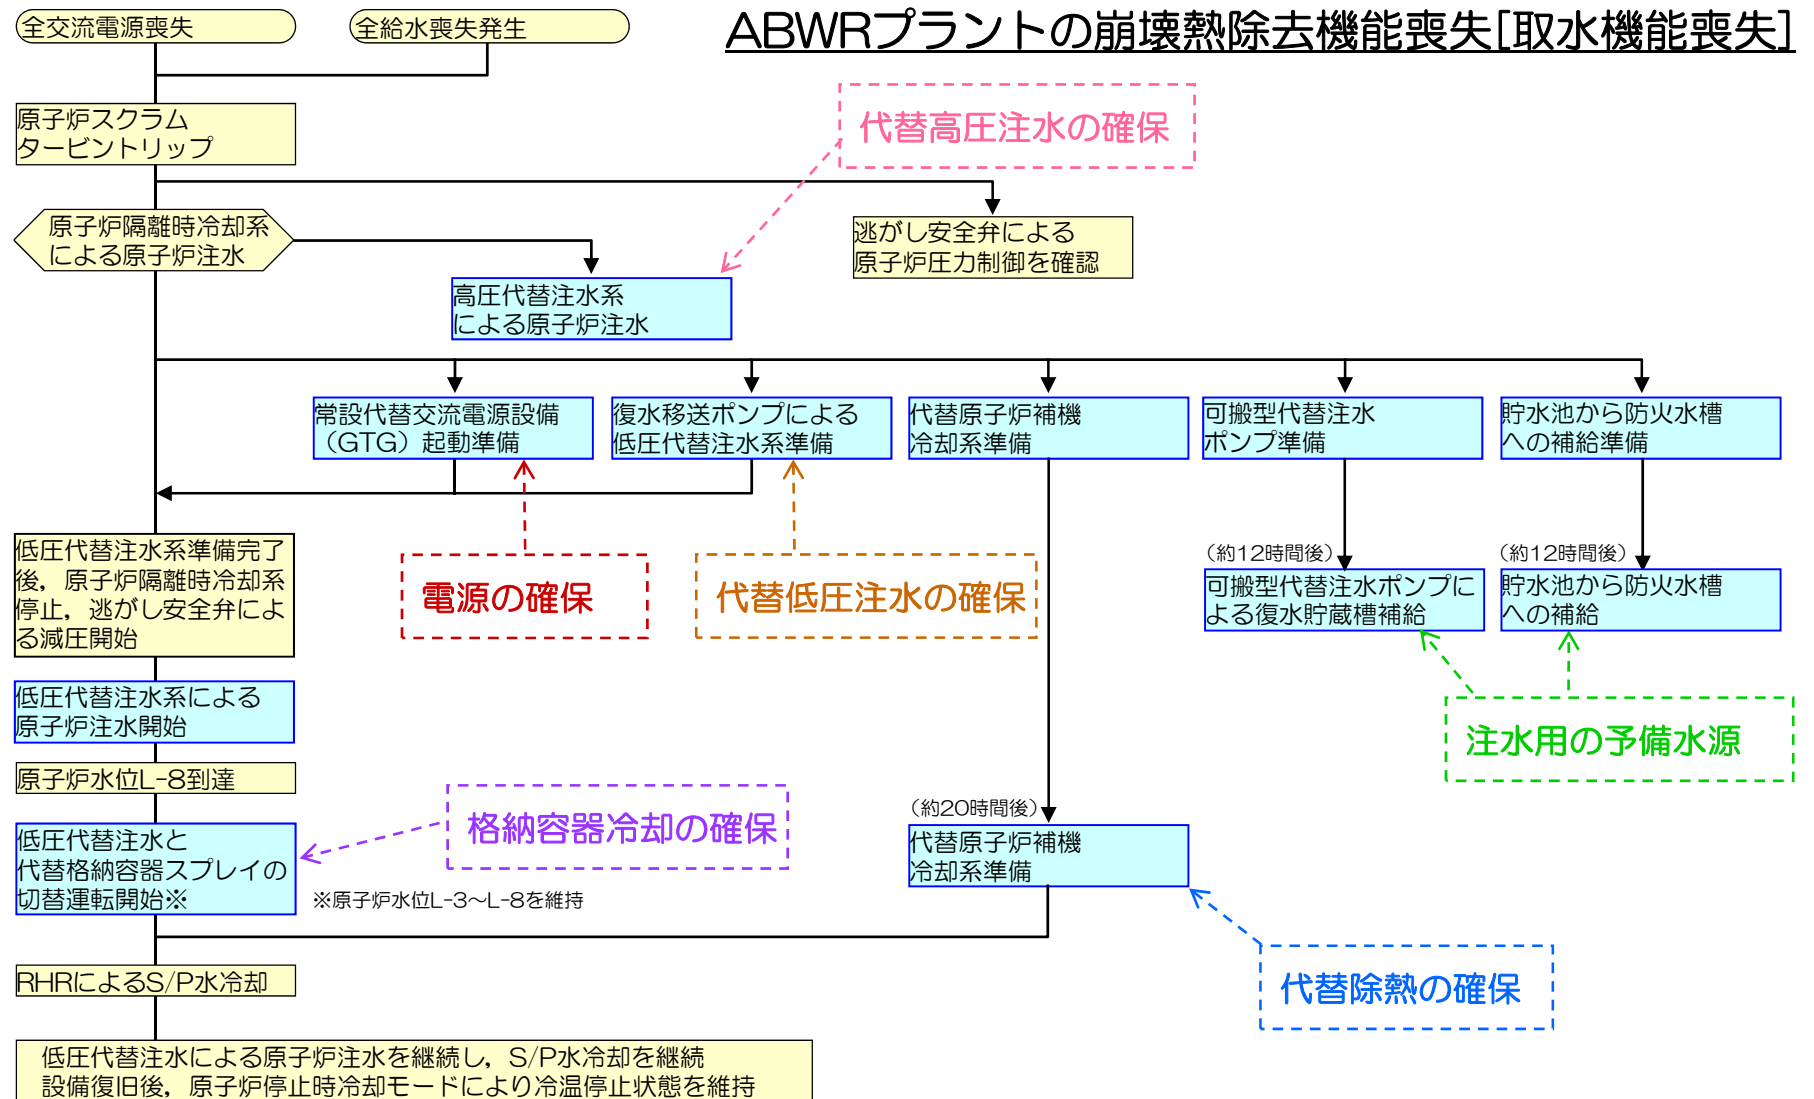 ABWRプラントの崩壊熱除去機能喪失[取水機能喪失]
全交流電源喪失
全給水喪失発生
原子炉スクラム
タービントリップ
代替高圧注水の確保
原子炉隔離時冷却系
による原子炉注水
逃がし安全弁による
原子炉圧力制御を確認
高圧代替注水系
による原子炉注水
常設代替交流電源設備
（GTG）起動準備
復水移送ポンプによる
低圧代替注水系準備
代替原子炉補機
冷却系準備
可搬型代替注水
ポンプ準備
貯水池から防火水槽
への補給準備
低圧代替注水系準備完了
後，原子炉隔離時冷却系
停止，逃がし安全弁によ
る減圧開始
電源の確保
代替低圧注水の確保
（約12時間後）
可搬型代替注水ポンプに
よる復水貯蔵槽補給
（約12時間後）
貯水池から防火水槽
への補給
低圧代替注水系による
原子炉注水開始
注水用の予備水源
原子炉水位L-8到達
格納容器冷却の確保
低圧代替注水と
代替格納容器スプレイの
切替運転開始※
※原子炉水位L-3～L-8を維持
（約20時間後）
代替原子炉補機
冷却系準備
代替除熱の確保
RHRによるS/P水冷却
低圧代替注水による原子炉注水を継続し，S/P水冷却を継続
設備復旧後，原子炉停止時冷却モードにより冷温停止状態を維持